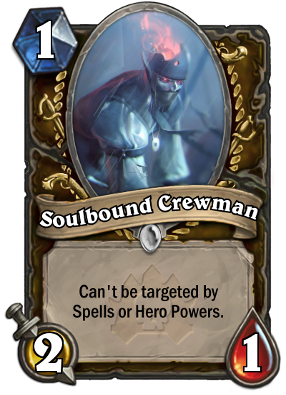 1
Soulbound Crewman
Can't be targeted by
Spells or Hero Powers.
2
1